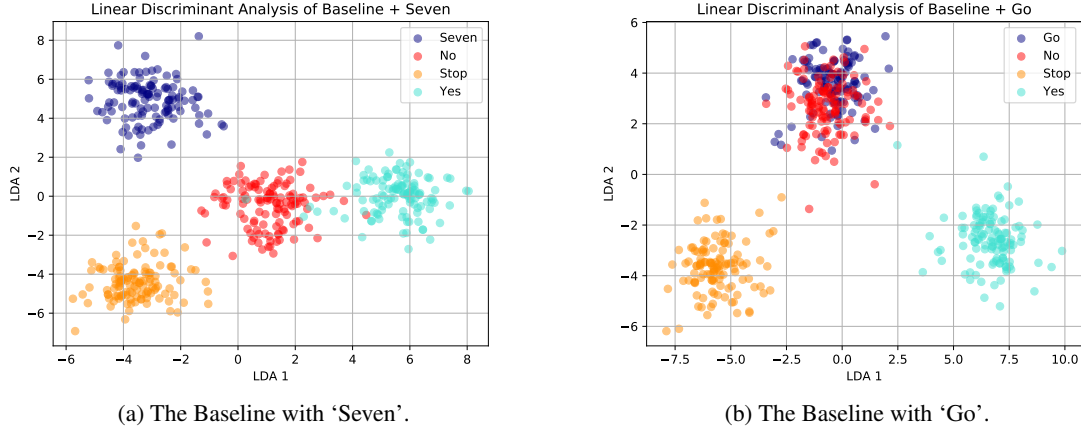 Linear Discriminant Analysis of Baseline + Seven
8
6
4
2
0
−2
−4
−6
LDA 2
−6
−4
−2
0
2
4
6
8
LDA 1
Seven
No
Stop
Yes
(a) The Baseline with ‘Seven’.
Linear Discriminant Analysis of Baseline + Go
6
4
2
0
−2
−4
−6
LDA 2
−7.5
−5.0
−2.5
0.0
2.5
5.0
7.5
10.0
LDA 1
Go
No
Stop
Yes
(b) The Baseline with ‘Go’.